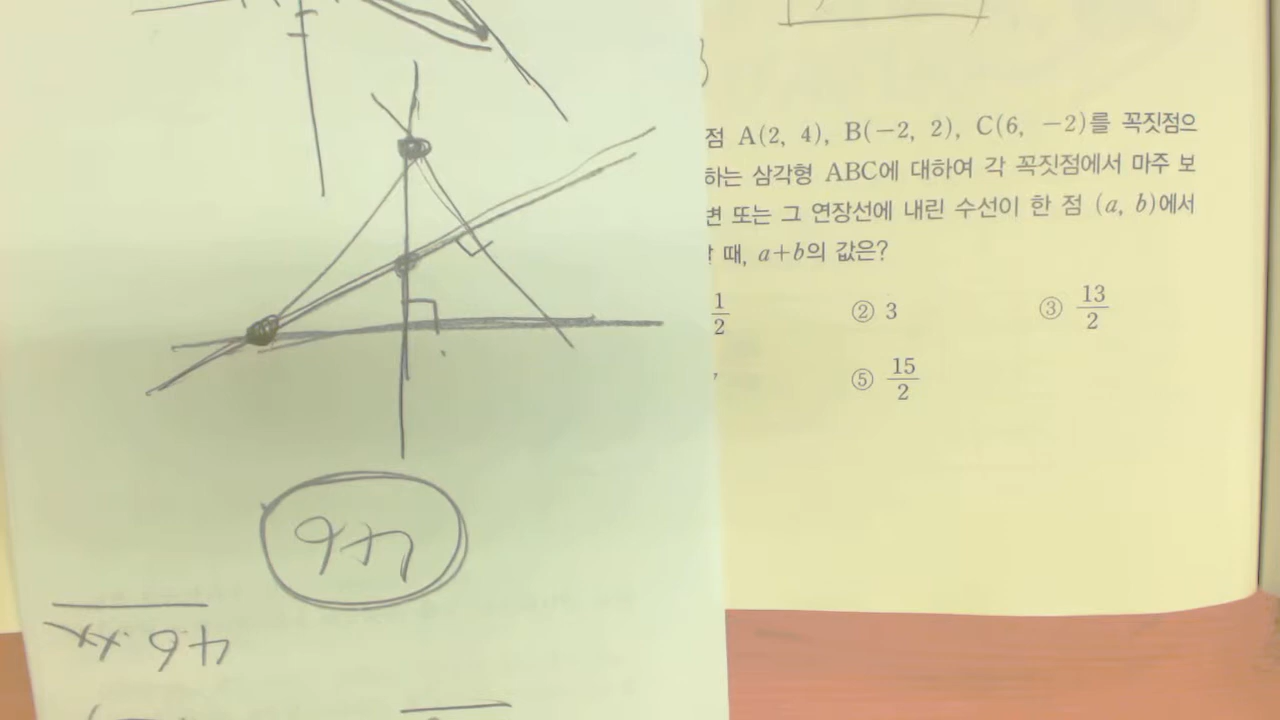 점 A(2, 4), B(−2, 2), C(6, −2)를 꼭짓점으
하는 삼각형 ABC에 대하여 각 꼭짓점에서 마주 보
변 또는 그 연장선에 내린 수선이 한 점 (a, b)에서
때, a+b의 값은?
1/2 ② 3 ③ 13/2
⑤ 15/2